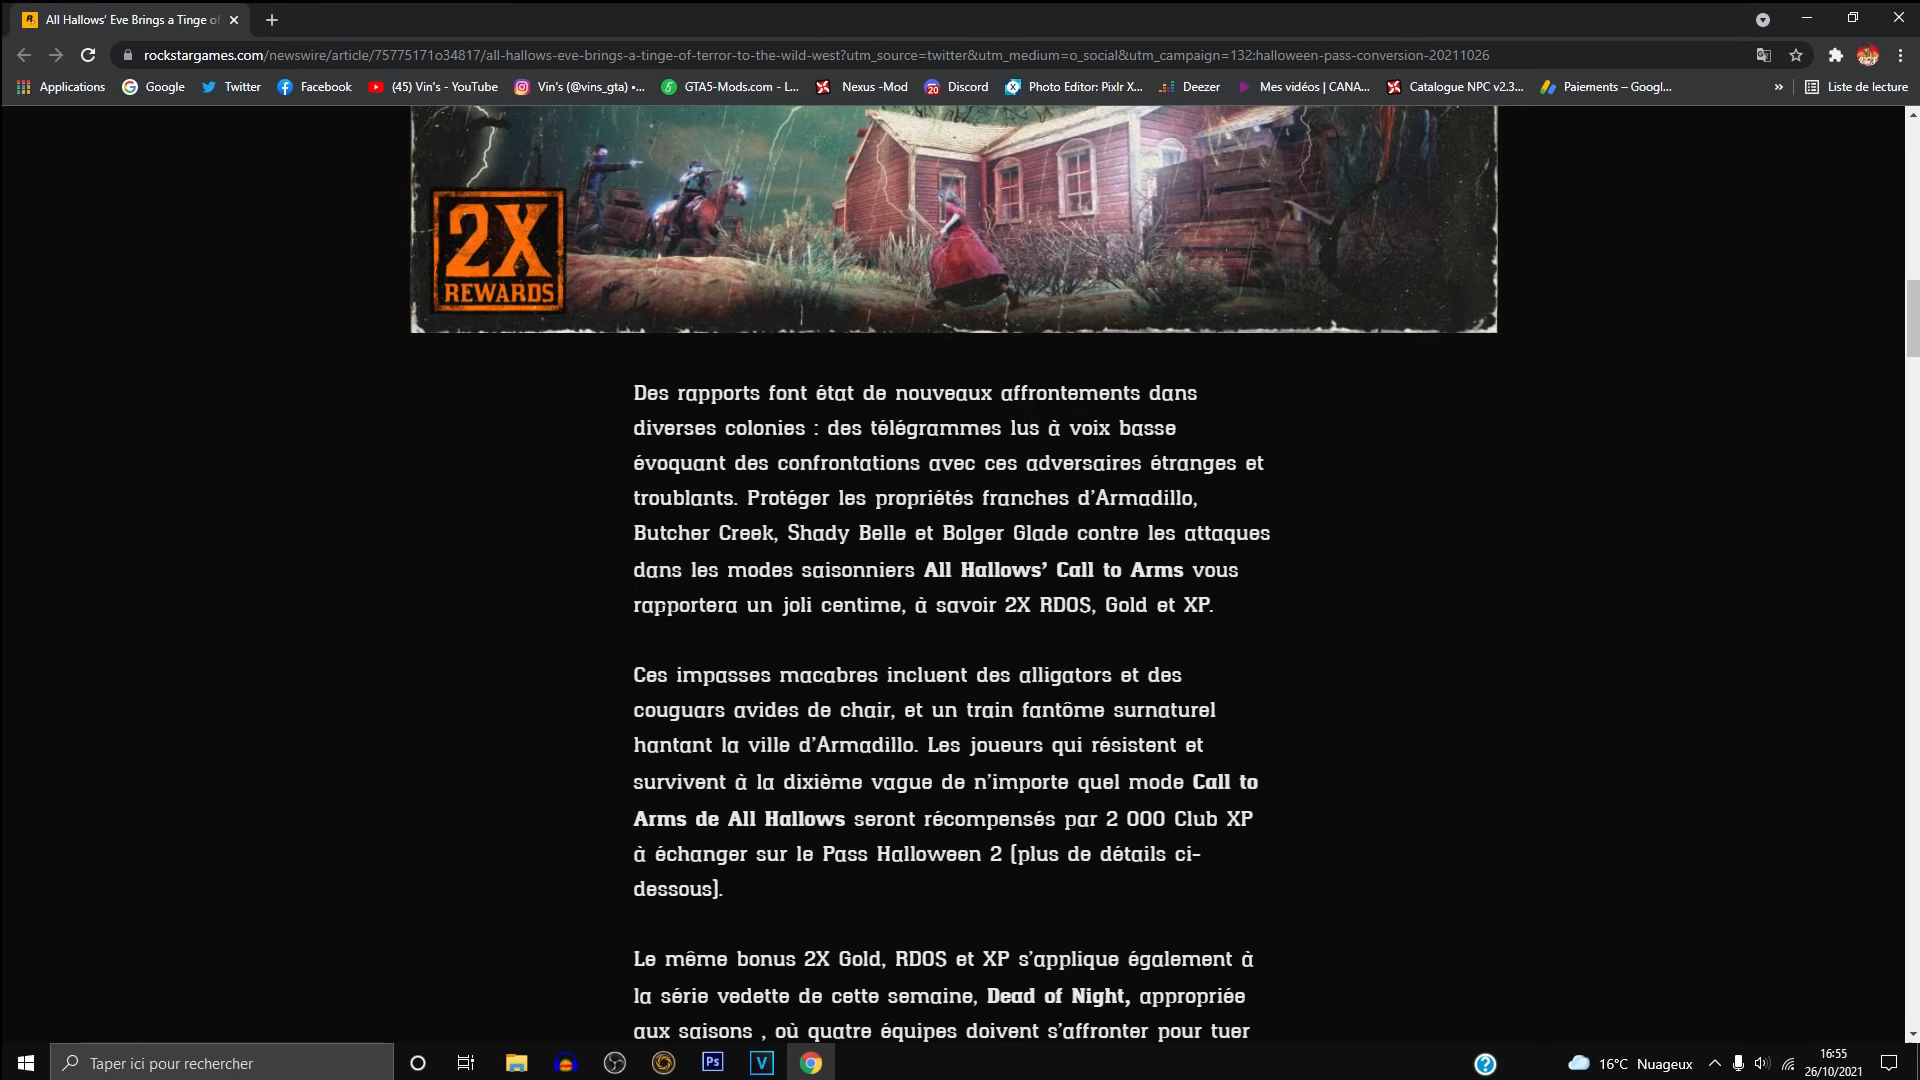 All Hallows' Eve Brings a Tinge of
rockstargames.com/newswire/article/75775171o34817/all-hallows-eve-brings-a-tinge-of-terror-to-the-wild-west?utm_source=twitter&utm_medium=o_social&utm_campaign=132:halloween-pass-conversion-20211026
Applications Google Twitter Facebook (45) Vin's - YouTube Vin's (@vins_gta) •... GTA5-Mods.com - L... Nexus -Mod 20 Discord Photo Editor: Pixlr X... Deezer Mes vidéos | CANA... Catalogue NPC v2.3... Paiements – Googl... » Liste de lecture
2X
REWARDS
Des rapports font état de nouveaux affrontements dans
diverses colonies : des télégrammes lus à voix basse
évoquant des confrontations avec ces adversaires étranges et
troublants. Protéger les propriétés franches d'Armadillo,
Butcher Creek, Shady Belle et Bolger Glade contre les attaques
dans les modes saisonniers All Hallows' Call to Arms vous
rapportera un joli centime, à savoir 2X RDO$, Gold et XP.
Ces impasses macabres incluent des alligators et des
couguars avides de chair, et un train fantôme surnaturel
hantant la ville d'Armadillo. Les joueurs qui résistent et
survivent à la dixième vague de n'importe quel mode Call to
Arms de All Hallows seront récompensés par 2 000 Club XP
à échanger sur le Pass Halloween 2 (plus de détails ci-
dessous).
Le même bonus 2X Gold, RDO$ et XP s'applique également à
la série vedette de cette semaine, Dead of Night, appropriée
aux saisons , où quatre équipes doivent s'affronter pour tuer
Taper ici pour rechercher
Ps
V
16°C Nuageux
16:55
26/10/2021